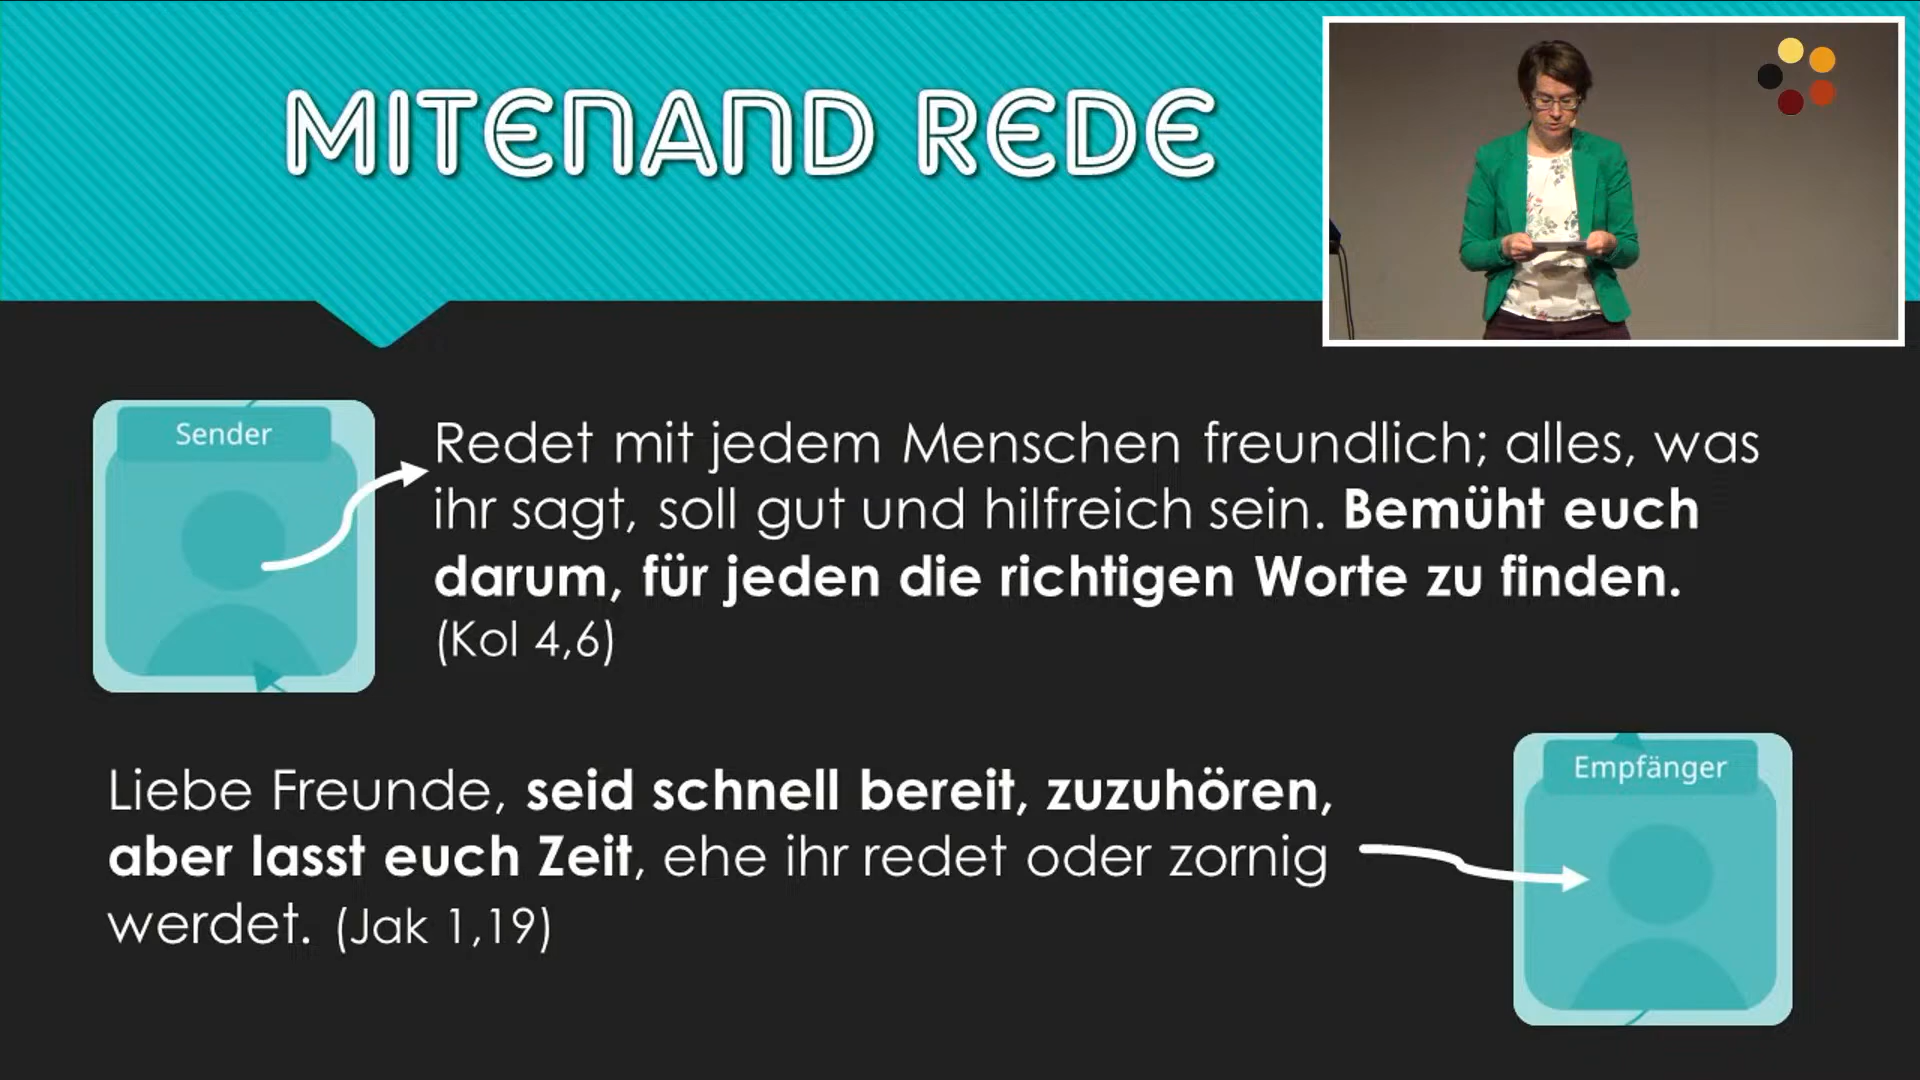 MITENAND REDE
Sender
Redet mit jedem Menschen freundlich; alles, was
ihr sagt, soll gut und hilfreich sein. Bemüht euch
darum, für jeden die richtigen Worte zu finden.
(Kol 4,6)
Empfänger
Liebe Freunde, seid schnell bereit, zuzuhören,
aber lasst euch Zeit, ehe ihr redet oder zornig
werdet. (Jak 1,19)